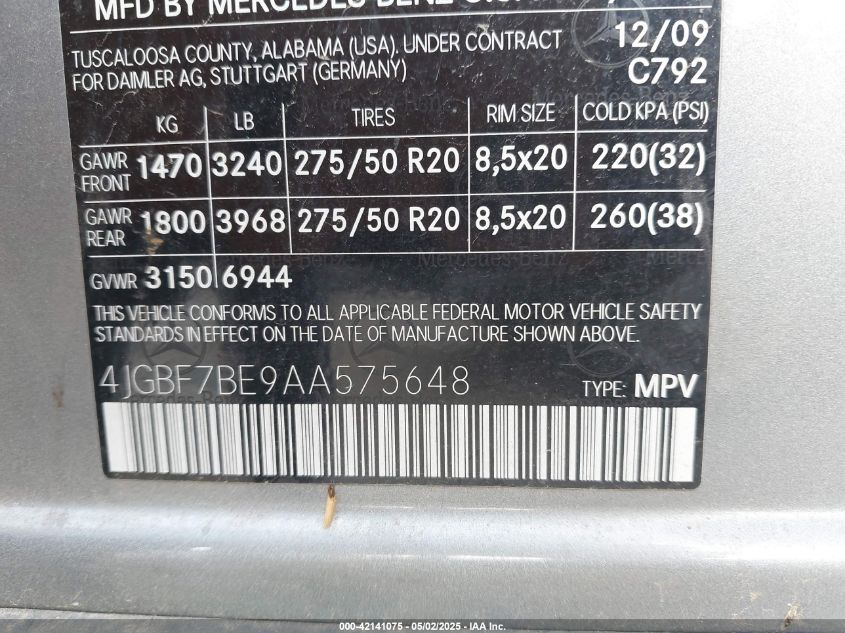 MFD BY MERCEDES-BENZ U.S.
TUSCALOOSA COUNTY, ALABAMA (USA). UNDER CONTRACT 12/09
FOR DAIMLER AG, STUTTGART (GERMANY) C792
KG LB TIRES RIM SIZE COLD KPA (PSI)
GAWR FRONT 1470 3240 275/50 R20 8,5x20 220(32)
GAWR REAR 1800 3968 275/50 R20 8,5x20 260(38)
GVWR 3150 6944
THIS VEHICLE CONFORMS TO ALL APPLICABLE FEDERAL MOTOR VEHICLE SAFETY
STANDARDS IN EFFECT ON THE DATE OF MANUFACTURE SHOWN ABOVE.
4JGBF7BE9AA575648 TYPE: MPV
000-42141075 - 05/02/2025 - IAA Inc.